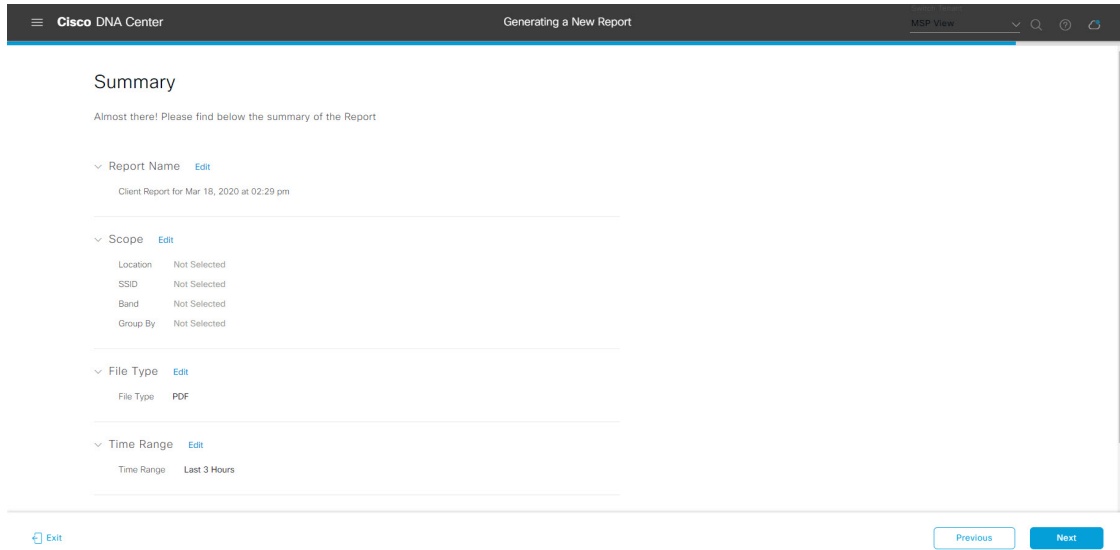 Cisco DNA Center
Generating a New Report
MSP View
Summary
Almost there! Please find below the summary of the Report
Report Name Edit
Client Report for Mar 18, 2020 at 02:29 pm
Scope Edit
Location Not Selected
SSID Not Selected
Band Not Selected
Group By Not Selected
File Type Edit
File Type PDF
Time Range Edit
Time Range Last 3 Hours
Exit
Previous
Next